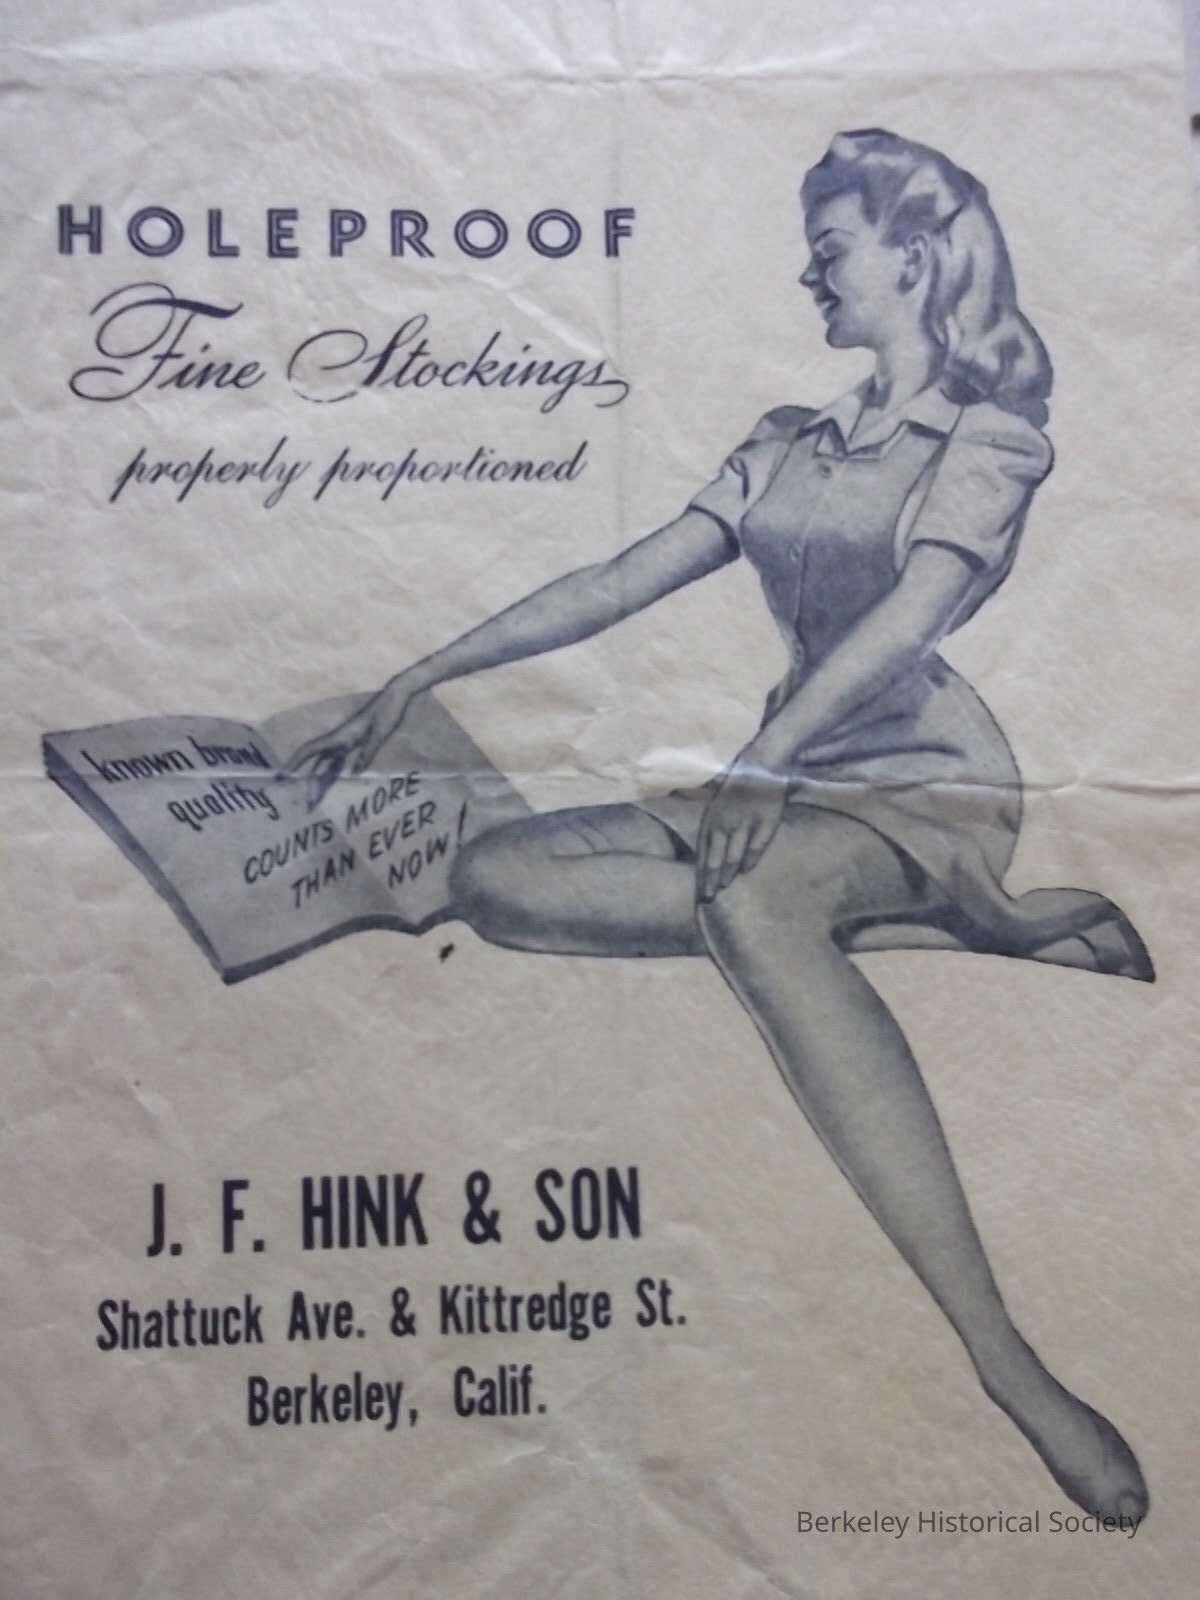 HOLEPROOF
Fine Stockings
properly proportioned
known brand
quality
COUNTS MORE
THAN EVER
NOW!
J. F. HINK & SON
Shattuck Ave. & Kittredge St.
Berkeley, Calif.
Berkeley Historical Society